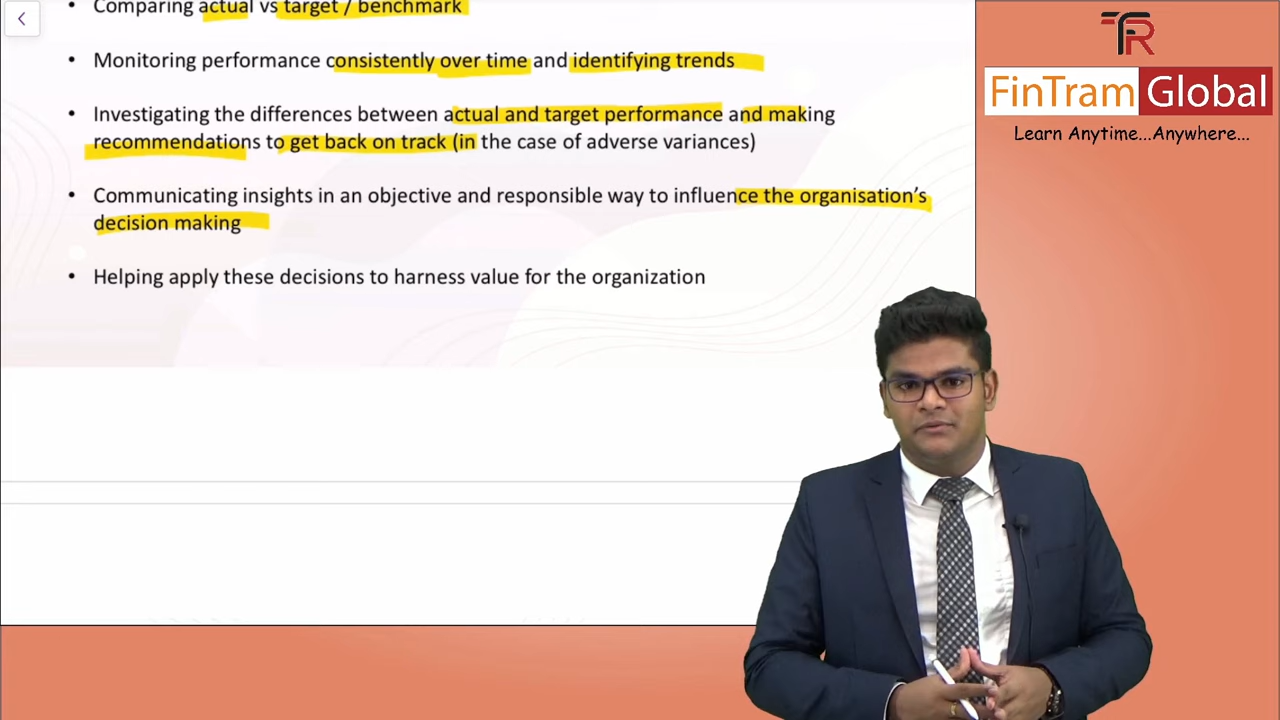 • Comparing actual vs target / benchmark
• Monitoring performance consistently over time and identifying trends
• Investigating the differences between actual and target performance and making
recommendations to get back on track (in the case of adverse variances)
• Communicating insights in an objective and responsible way to influence the organisation's
decision making
• Helping apply these decisions to harness value for the organization
FinTram Global
Learn Anytime...Anywhere...